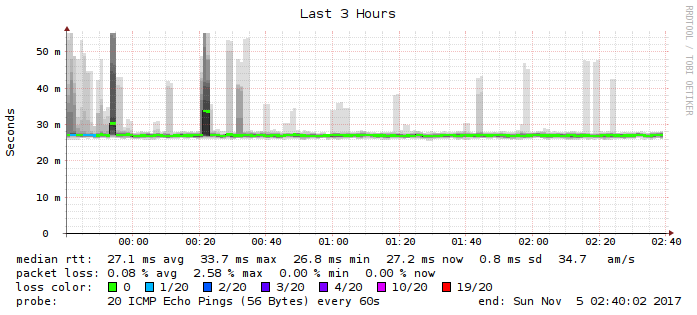 Last 3 Hours
RRDTOOL / TOBI OETIKER
Seconds
50 m
40 m
30 m
20 m
10 m
0
00:00 00:20 00:40 01:00 01:20 01:40 02:00 02:20 02:40
median rtt: 27.1 ms avg 33.7 ms max 26.8 ms min 27.2 ms now 0.8 ms sd 34.7 am/s
packet loss: 0.08 % avg 2.58 % max 0.00 % min 0.00 % now
loss color: 0 1/20 2/20 3/20 4/20 10/20 19/20
probe: 20 ICMP Echo Pings (56 Bytes) every 60s end: Sun Nov 5 02:40:02 2017